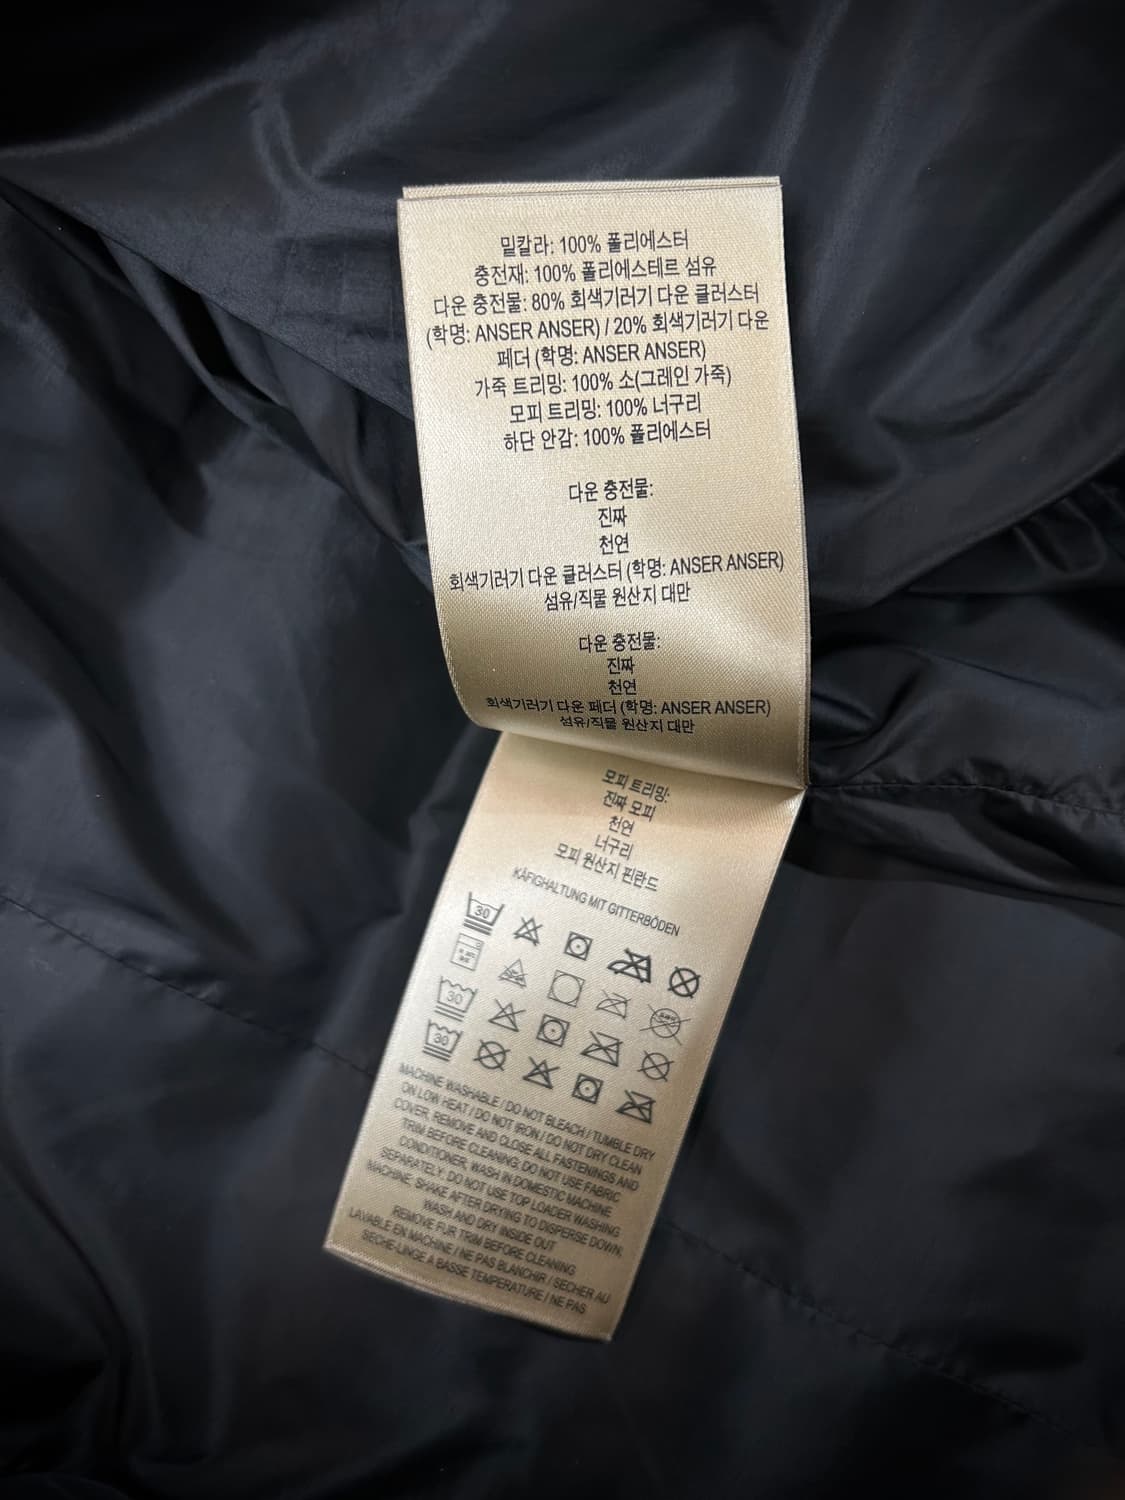 밑칼라: 100% 폴리에스터
충전재: 100% 폴리에스테르 섬유
다운 충전물: 80% 회색기러기 다운 클러스터
(학명: ANSER ANSER) / 20% 회색기러기 다운
페더 (학명: ANSER ANSER)
가죽 트리밍: 100% 소(그레인 가죽)
모피 트리밍: 100% 너구리
하단 안감: 100% 폴리에스터
다운 충전물:
진짜
천연
회색기러기 다운 클러스터 (학명: ANSER ANSER)
섬유/직물 원산지 대만
다운 충전물:
진짜
천연
회색기러기 다운 페더 (학명: ANSER ANSER)
섬유/직물 원산지 대만
모피 트리밍:
진짜 모피
천연
너구리
모피 원산지 핀란드
KÄFIGHALTUNG MIT GITTERBÖDEN
30
30
30
MACHINE WASHABLE / DO NOT BLEACH / TUMBLE DRY
ON LOW HEAT / DO NOT IRON / DO NOT DRY CLEAN
COVER, REMOVE AND CLOSE ALL FASTENINGS AND
TRIM BEFORE CLEANING, DO NOT USE FABRIC
CONDITIONER, WASH IN DOMESTIC MACHINE
SEPARATELY. DO NOT USE TOP LOADER WASHING
MACHINE, SHAKE AFTER DRYING TO DISPERSE DOWN,
WASH AND DRY INSIDE OUT
REMOVE FUR TRIM BEFORE CLEANING
LAVABLE EN MACHINE / NE PAS BLANCHIR / SECHER AU
SECHE-LINGE A BASSE TEMPERATURE / NE PAS